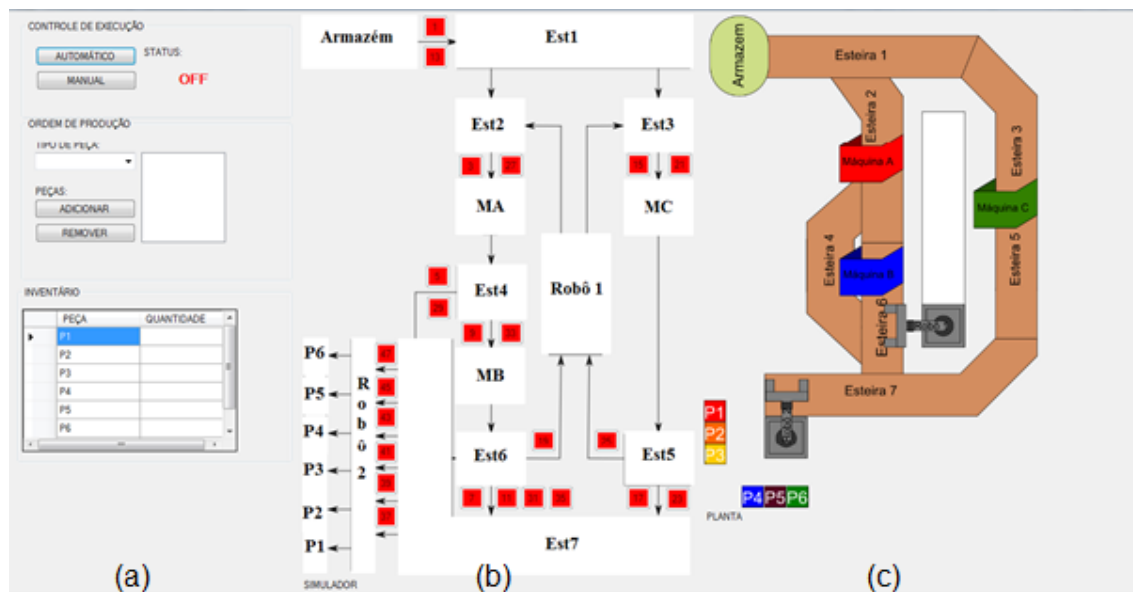 CONTROLE DE EXECUÇÃO
AUTOMÁTICO
STATUS:
MANUAL
OFF
ORDEM DE PRODUÇÃO
TIPO DE PEÇA:
PEÇAS:
ADICIONAR
REMOVER
INVENTÁRIO
PEÇA QUANTIDADE
P1
P2
P3
P4
P5
P6
(a)
Armazém
Est1
Est2
Est3
27
MA
MC
Est4
Robô 1
MB
P6
P5
P4
P3
P2
P1
Robô 2
47
Est6
Est5
Est7
SIMULADOR
(b)
Armazem
Esteira 1
Esteira 2
Esteira 3
Máquina A
Máquina C
Esteira 4
Esteira 5
Máquina B
Esteira 6
Esteira 7
P1
P2
P3
P4 P5 P6
PLANTA
(c)